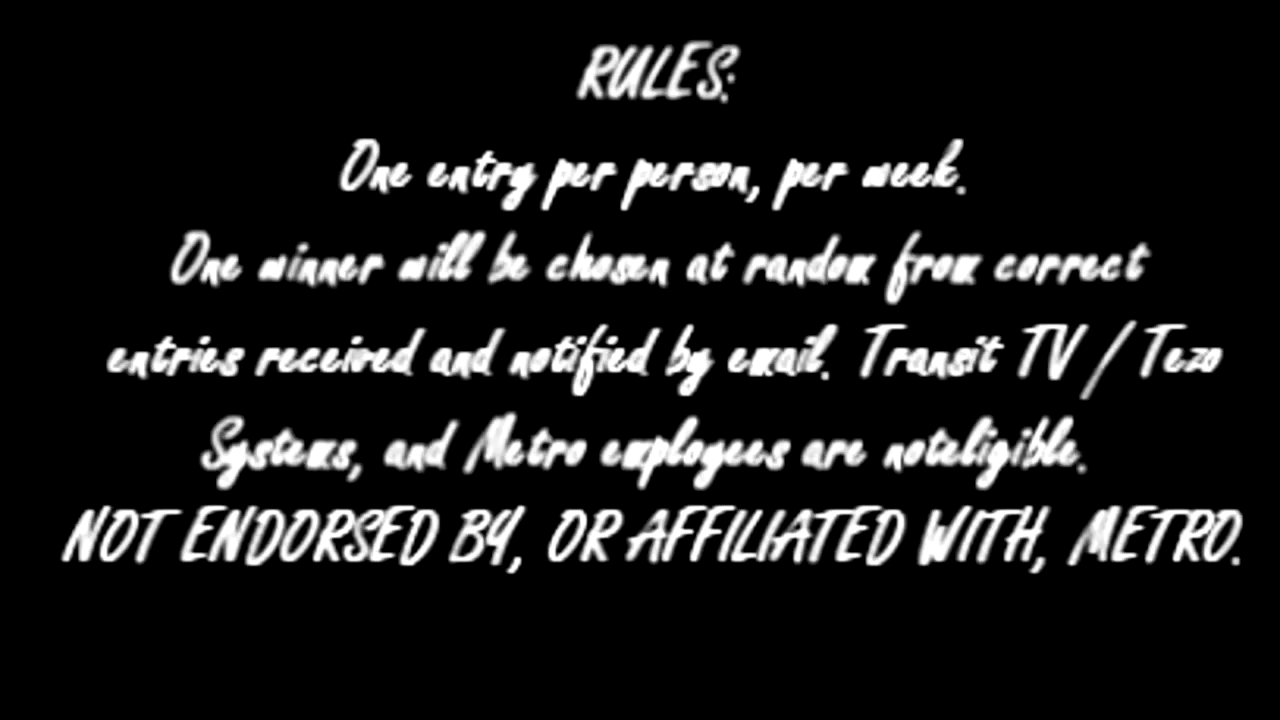 RULES:
One entry per person, per week.
One winner will be chosen at random from correct
entries received and notified by email. Transit TV / Tezo
Systems, and Metro employees are noteligible.
NOT ENDORSED BY, OR AFFILIATED WITH, METRO.